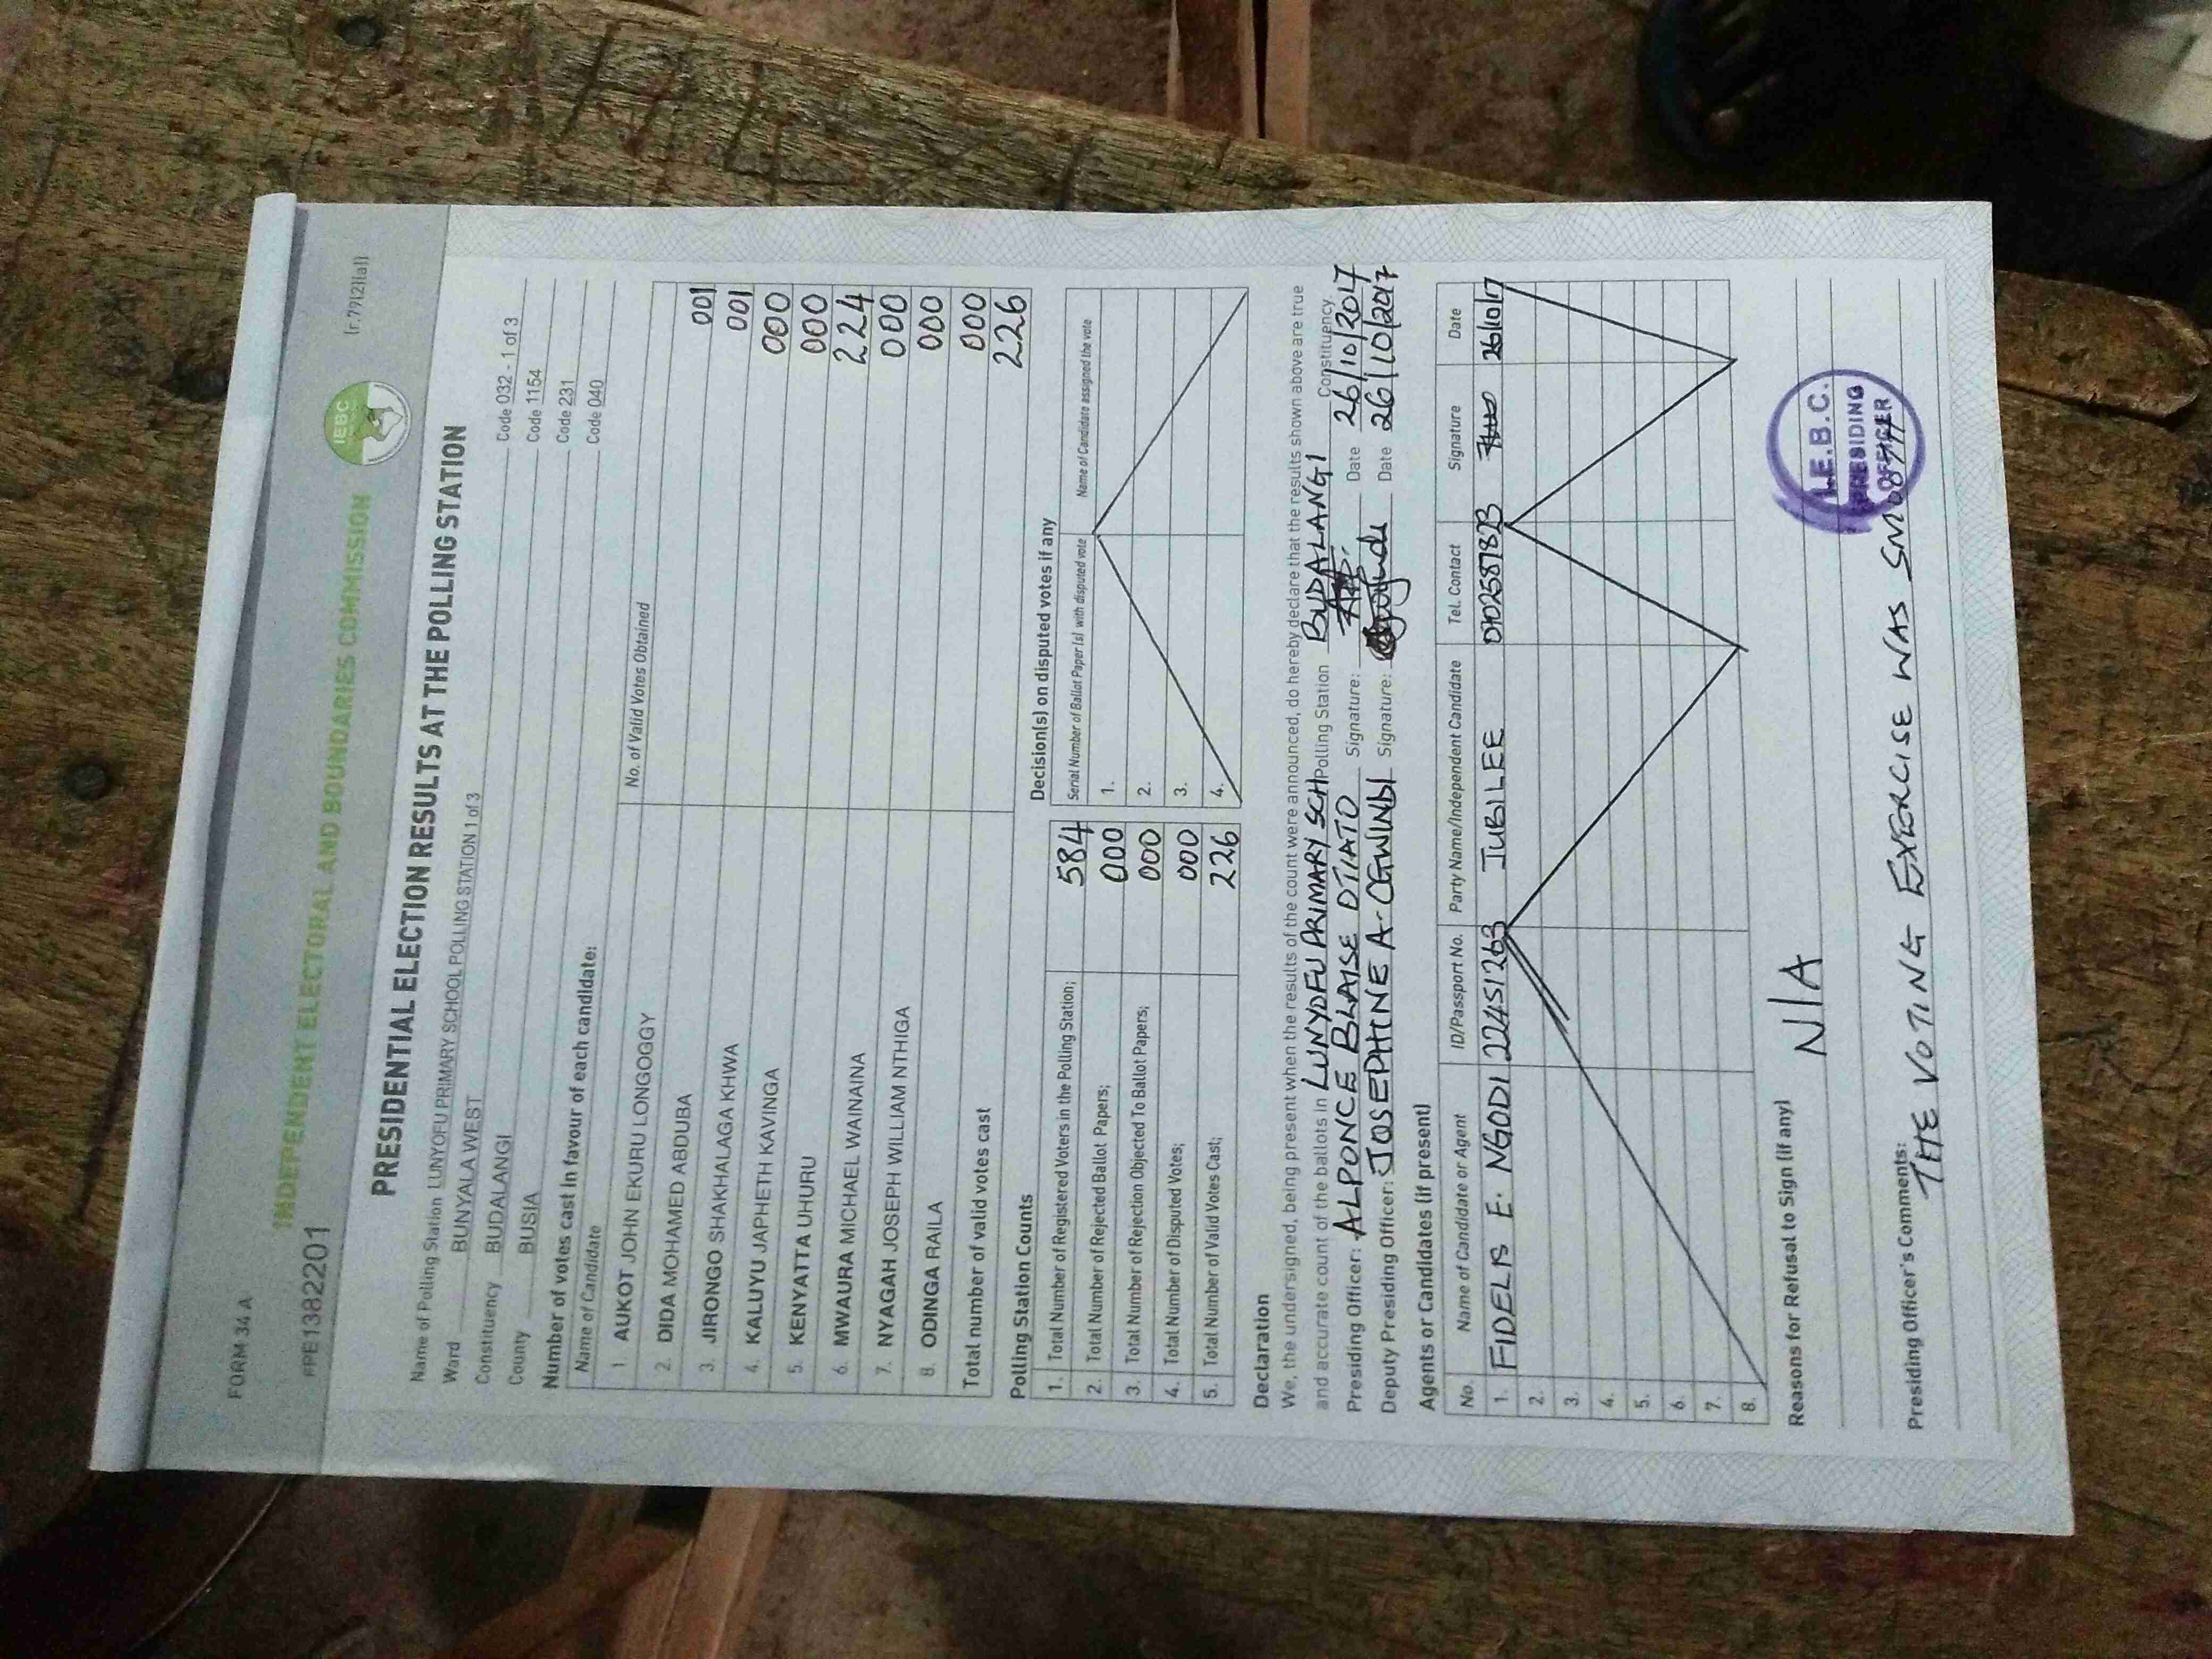 FORM 34 A
(r.79(2)(a))
INDEPENDENT ELECTORAL AND BOUNDARIES COMMISSION
IEBC
PRE1382201
PRESIDENTIAL ELECTION RESULTS AT THE POLLING STATION
Name of Polling Station LUNYOFU PRIMARY SCHOOL POLLING STATION 1 of 3 Code 032 - 1 of 3
Ward BUNYALA WEST Code 1154
Constituency BUDALANGI Code 231
County BUSIA Code 040
Number of votes cast in favour of each candidate:
Name of Candidate No. of Valid Votes Obtained
1. AUKOT JOHN EKURU LONGOGGY 001
2. DIDA MOHAMED ABDUBA 001
3. JIRONGO SHAKHALAGA KHWA 000
4. KALUYU JAPHETH KAVINGA 000
5. KENYATTA UHURU 224
6. MWAURA MICHAEL WAINAINA 000
7. NYAGAH JOSEPH WILLIAM NTHIGA 000
8. ODINGA RAILA 000
Total number of valid votes cast 226
Polling Station Counts
1. Total Number of Registered Voters in the Polling Station; 584
2. Total Number of Rejected Ballot Papers; 000
3. Total Number of Rejection Objected To Ballot Papers; 000
4. Total Number of Disputed Votes; 000
5. Total Number of Valid Votes Cast; 226
Decision(s) on disputed votes if any
Serial Number of Ballot Paper (s) with disputed vote Name of Candidate assigned the vote
1.
2.
3.
4.
Declaration
We, the undersigned, being present when the results of the count were announced, do hereby declare that the results shown above are true
and accurate count of the ballots in LUNYOFU PRIMARY SCH Polling Station BUDALANGI Constituency
Presiding Officer: ALPONCE BLAISE OTIATO Signature: Date 26/10/2017
Deputy Presiding Officer: JOSEPHINE A. OGWINDI Signature: Date 26/10/2017
Agents or Candidates (if present)
No. Name of Candidate or Agent ID/Passport No. Party Name/Independent Candidate Tel. Contact Signature Date
1. FIDELIS E. NGODI 22451263 JUBILEE 0702587823 26/10/17
2.
3.
4.
5.
6.
7.
8.
Reasons for Refusal to Sign (if any)
N/A
I.E.B.C.
PRESIDING
OFFICER
Presiding Officer's Comments:
THE VOTING EXERCISE WAS SMOOTH